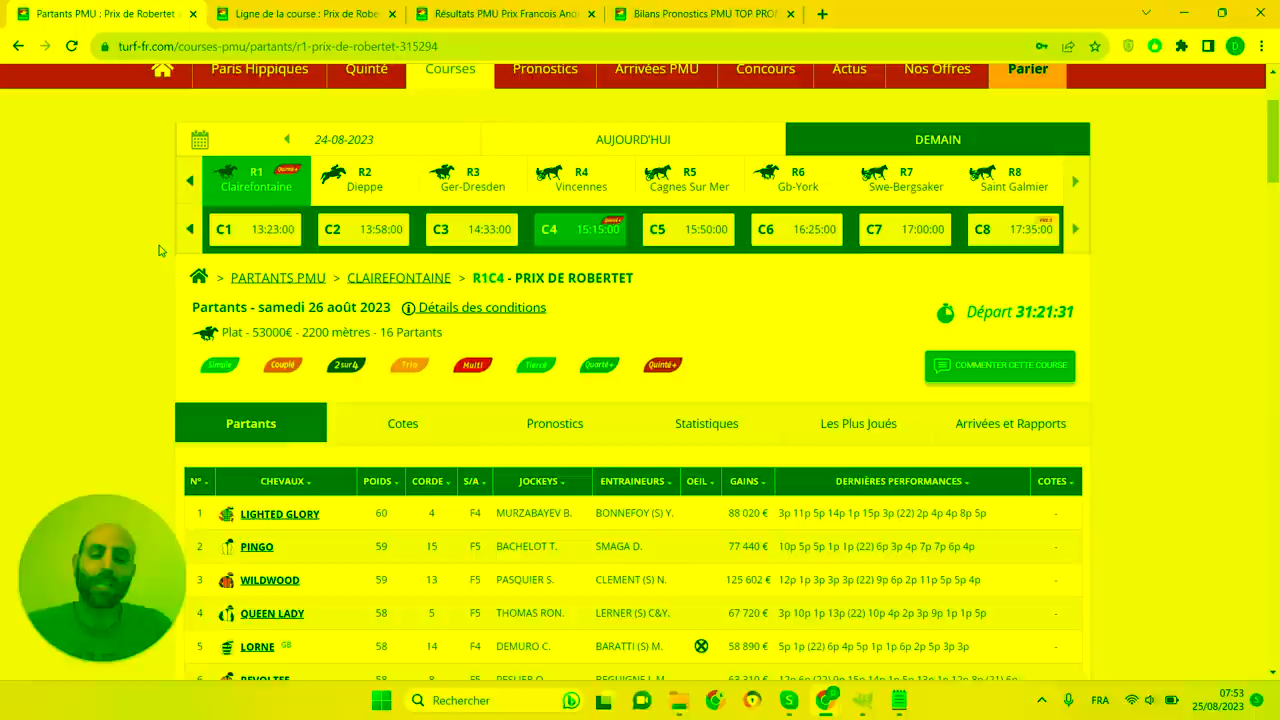 Partants PMU : Prix de Robertet
Ligne de la course : Prix de Robe
Résultats PMU Prix Francois
Bilans Pronostics PMU TOP
turf-fr.com/courses-pmu/partants/r1-prix-de-robertet-315294
D
Paris Hippiques Quinté Courses Pronostics Arrivées PMU Concours Actus Nos Offres Parier
24-08-2023 AUJOURD'HUI DEMAIN
R1 Quinté+ R2 R3 R4 R5 R6 R7 R8
Clairefontaine Dieppe Ger-Dresden Vincennes Cagnes Sur Mer Gb-York Swe-Bergsaker Saint Galmier
C1 13:23:00 C2 13:58:00 C3 14:33:00 C4 15:15:00 C5 15:50:00 C6 16:25:00 C7 17:00:00 C8 17:35:00
> PARTANTS PMU > CLAIREFONTAINE > R1C4 - PRIX DE ROBERTET
Partants - samedi 26 août 2023 Détails des conditions
Départ 31:21:31
Plat - 53000€ - 2200 mètres - 16 Partants
Simple Couplé 2sur4 Trio Multi Tiercé Quarté+ Quinté+
COMMENTER CETTE COURSE
Partants Cotes Pronostics Statistiques Les Plus Joués Arrivées et Rapports
N° CHEVAUX POIDS CORDE S/A JOCKEYS ENTRAINEURS OEIL GAINS DERNIÈRES PERFORMANCES COTES
1 LIGHTED GLORY 60 4 F4 MURZABAYEV B. BONNEFOY (S) Y. 88 020 € 3p 11p 5p 14p 1p 15p 3p (22) 2p 4p 4p 8p 5p -
2 PINGO 59 15 F5 BACHELOT T. SMAGA D. 77 440 € 10p 5p 5p 1p 1p (22) 6p 3p 4p 7p 7p 6p 4p -
3 WILDWOOD 59 13 F5 PASQUIER S. CLEMENT (S) N. 125 602 € 12p 1p 3p 3p 3p (22) 9p 6p 2p 11p 5p 5p 4p -
4 QUEEN LADY 58 5 F5 THOMAS RON. LERNER (S) C&Y. 67 720 € 3p 10p 1p 13p (22) 10p 4p 2p 3p 9p 1p 1p 5p -
5 LORNE GB 58 14 F4 DEMURO C. BARATTI (S) M. 58 890 € 5p 1p (22) 6p 4p 5p 1p 1p 6p 2p 5p 3p 3p -
Rechercher
FRA
07:53
25/08/2023